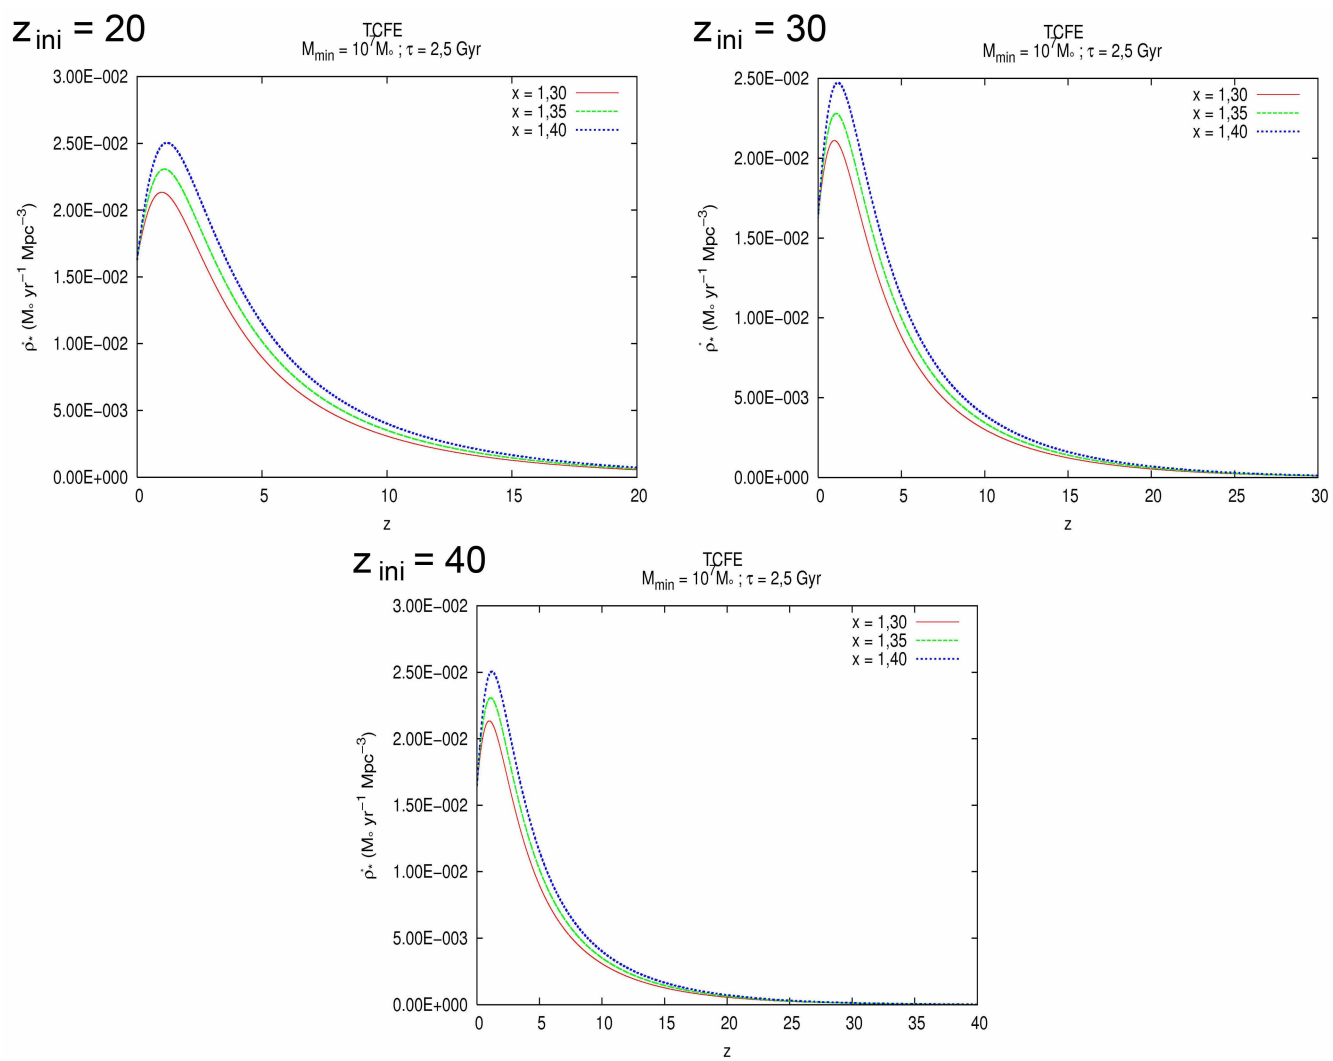 z ini = 20
TCFE
Mmin = 10^7 M∘ ; τ = 2,5 Gyr
3.00E−002
2.50E−002
2.00E−002
1.50E−002
1.00E−002
5.00E−003
0.00E+000
ρ̇* (M∘ yr−1 Mpc−3)
x = 1,30
x = 1,35
x = 1,40
0 5 10 15 20
z
z ini = 30
TCFE
Mmin = 10^7 M∘ ; τ = 2,5 Gyr
2.50E−002
2.00E−002
1.50E−002
1.00E−002
5.00E−003
0.00E+000
ρ̇* (M∘ yr−1 Mpc−3)
x = 1,30
x = 1,35
x = 1,40
0 5 10 15 20 25 30
z
z ini = 40
TCFE
Mmin = 10^7 M∘ ; τ = 2,5 Gyr
3.00E−002
2.50E−002
2.00E−002
1.50E−002
1.00E−002
5.00E−003
0.00E+000
ρ̇* (M∘ yr−1 Mpc−3)
x = 1,30
x = 1,35
x = 1,40
0 5 10 15 20 25 30 35 40
z